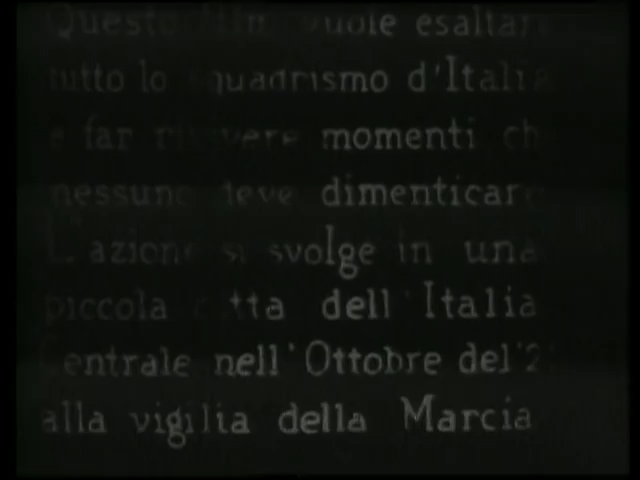 Questo film vuole esaltare
tutto lo squadrismo d'Italia
e far rivivere momenti che
nessuno deve dimenticare
L'azione si svolge in una
piccola città dell'Italia
Centrale nell'Ottobre del '2
alla vigilia della Marcia